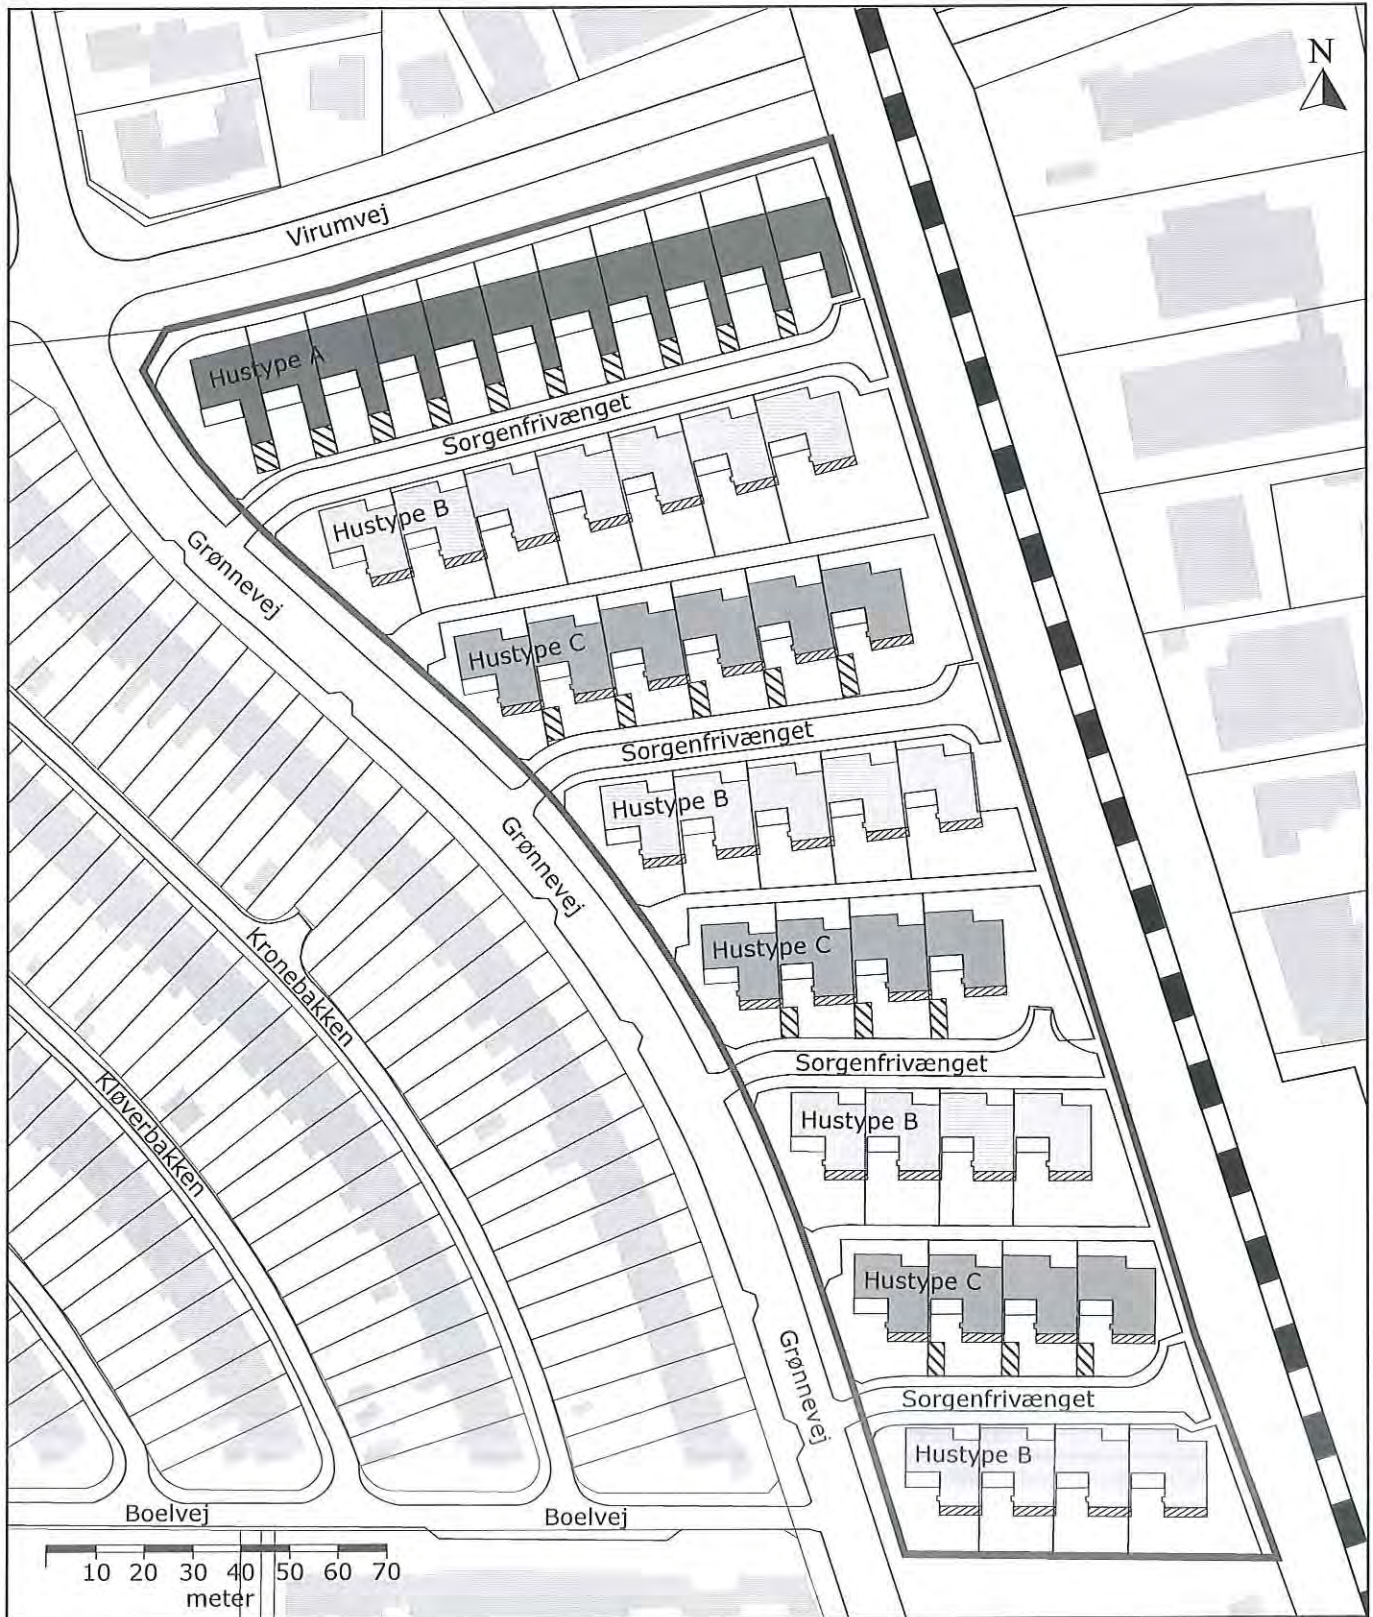 N
Virumvej
Hustype A
Sorgenfrivænget
Hustype B
Grønnevej
Hustype C
Sorgenfrivænget
Hustype B
Grønnevej
Kronebakken
Hustype C
Sorgenfrivænget
Kløverbakken
Hustype B
Hustype C
Grønnevej
Sorgenfrivænget
Hustype B
Boelvej
Boelvej
10 20 30 40 50 60 70
meter